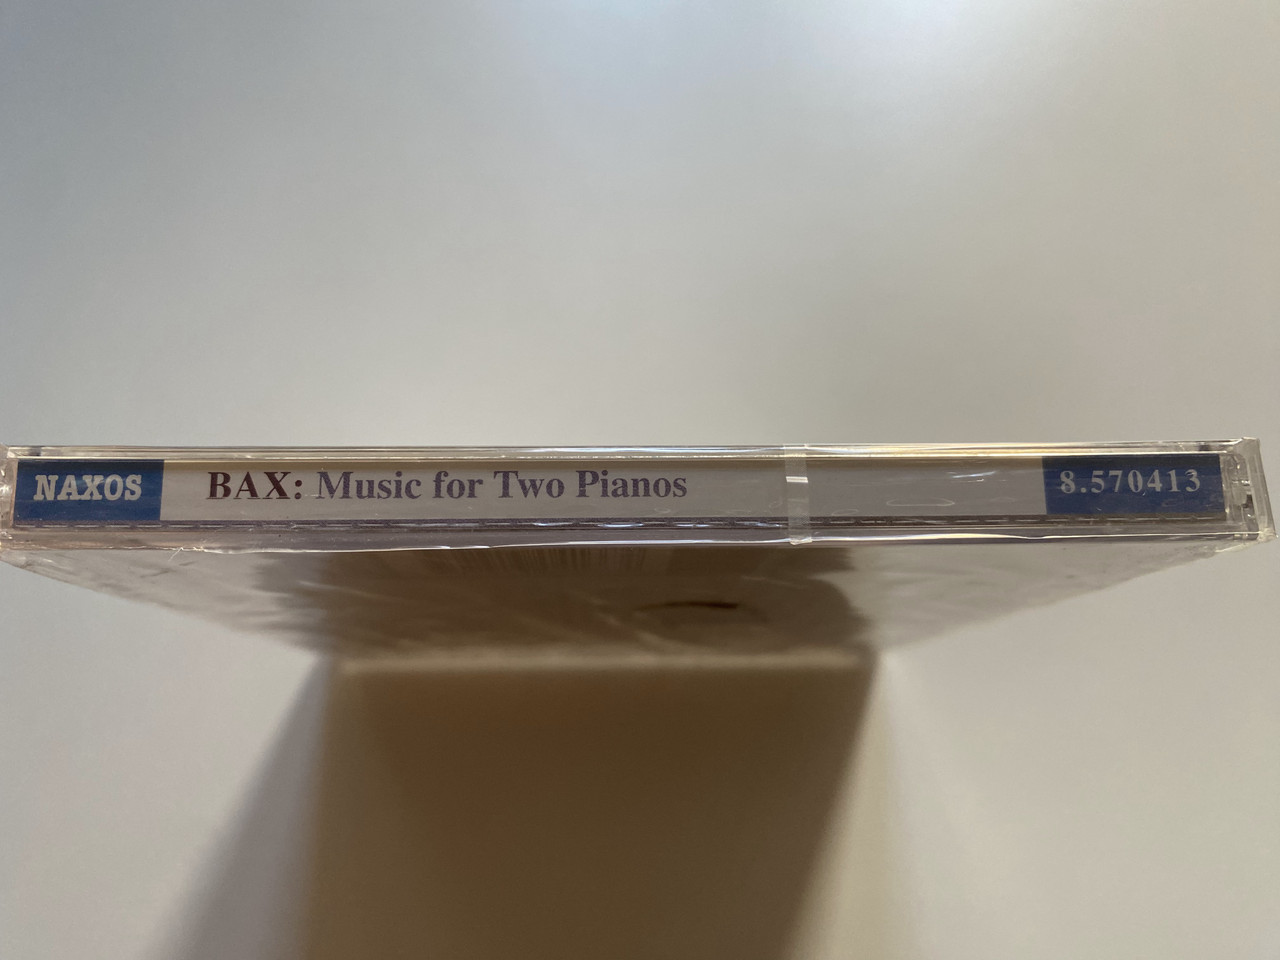 NAXOS BAX: Music for Two Pianos 8.570413